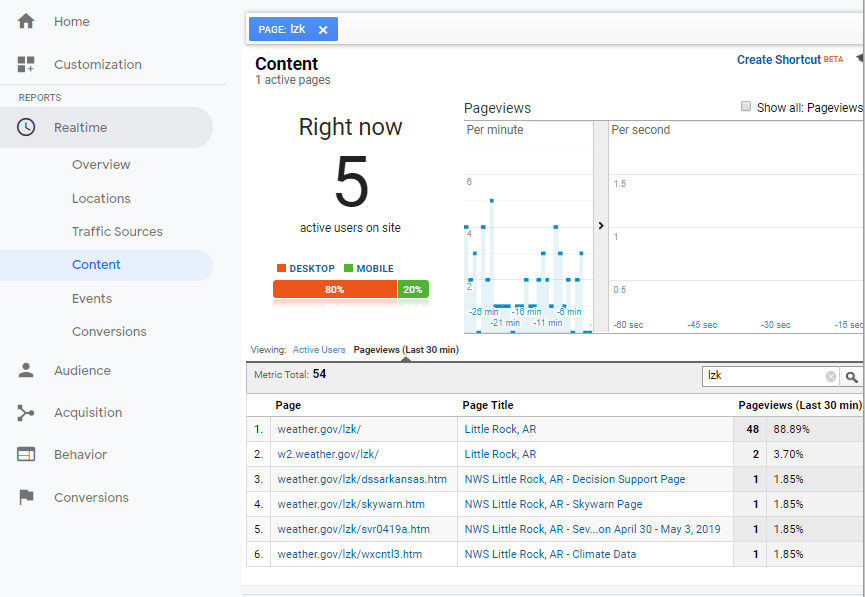 Home
Customization
REPORTS
Realtime
Overview
Locations
Traffic Sources
Content
Events
Conversions
Audience
Acquisition
Behavior
Conversions
PAGE: lzk ×
Content
1 active pages
Create Shortcut BETA
Right now
5
active users on site
DESKTOP MOBILE
80% 20%
Pageviews
Show all: Pageviews
Per minute
Per second
6
4
2
-26 min -16 min -6 min
-21 min -11 min
1.5
1
0.5
-60 sec -45 sec -30 sec -15 sec
Viewing: Active Users Pageviews (Last 30 min)
Metric Total: 54
lzk
Page Page Title Pageviews (Last 30 min)
1. weather.gov/lzk/ Little Rock, AR 48 88.89%
2. w2.weather.gov/lzk/ Little Rock, AR 2 3.70%
3. weather.gov/lzk/dssarkansas.htm NWS Little Rock, AR - Decision Support Page 1 1.85%
4. weather.gov/lzk/skywarn.htm NWS Little Rock, AR - Skywarn Page 1 1.85%
5. weather.gov/lzk/svr0419a.htm NWS Little Rock, AR - Sev...on April 30 - May 3, 2019 1 1.85%
6. weather.gov/lzk/wxcntl3.htm NWS Little Rock, AR - Climate Data 1 1.85%